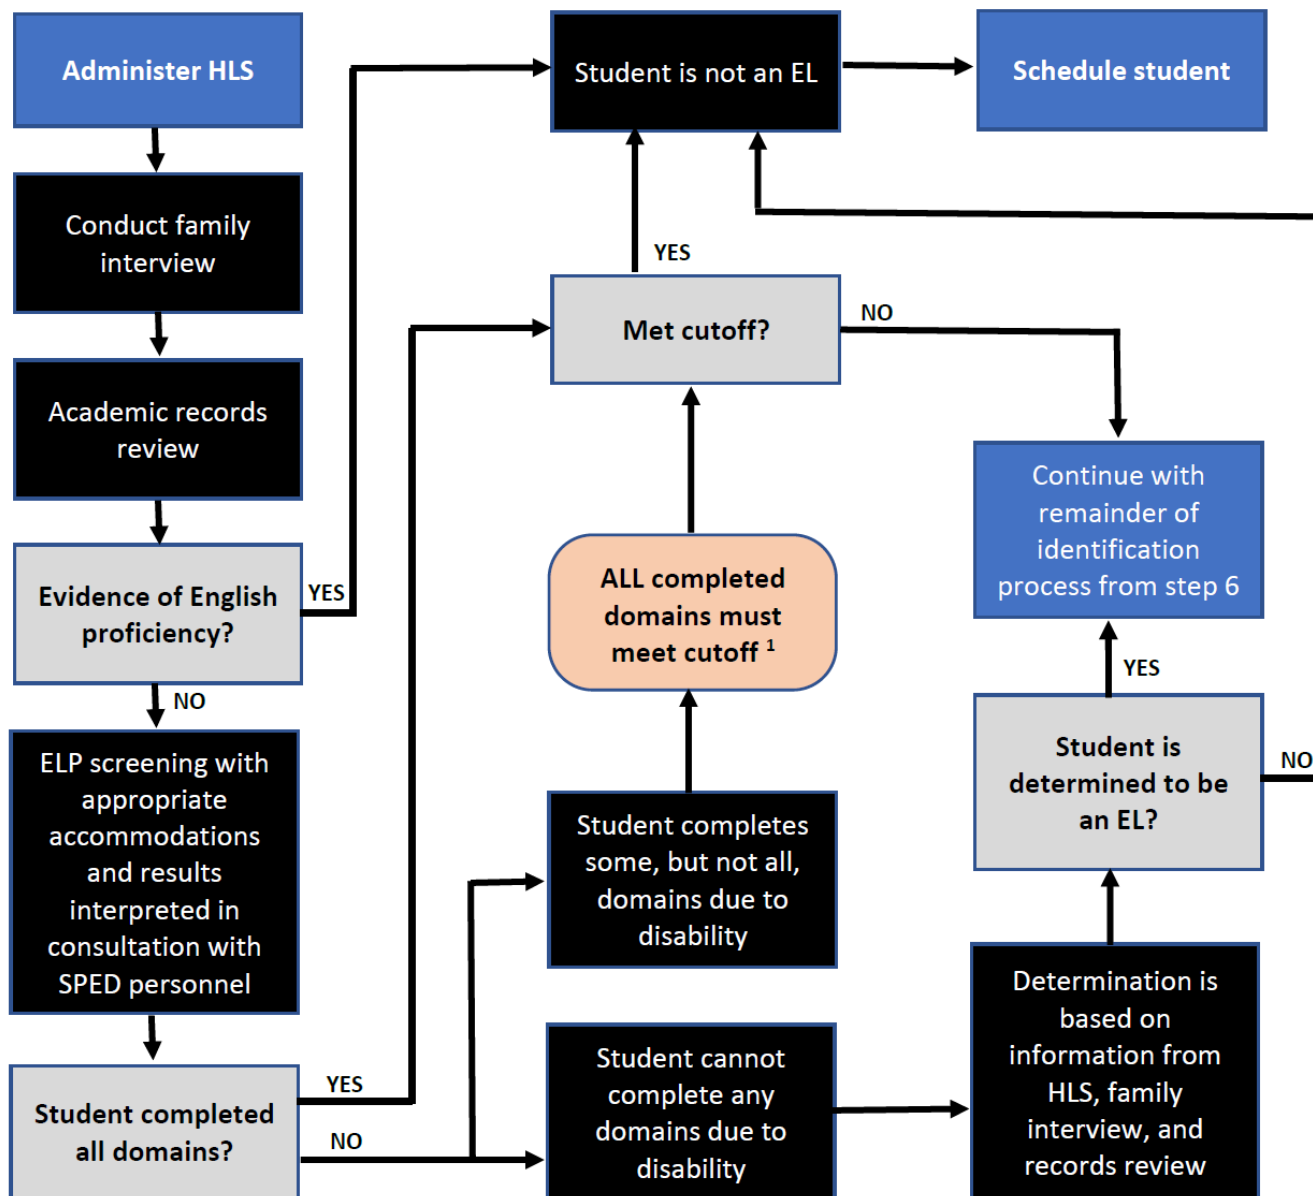 Administer HLS
Conduct family
interview
Academic records
review
Evidence of English
proficiency?
YES
NO
ELP screening with
appropriate
accommodations
and results
interpreted in
consultation with
SPED personnel
Student completed
all domains?
YES
NO
Student is not an EL
Schedule student
YES
Met cutoff?
NO
ALL completed
domains must
meet cutoff 1
Student completes
some, but not all,
domains due to
disability
Student cannot
complete any
domains due to
disability
Continue with
remainder of
identification
process from step 6
YES
Student is
determined to be
an EL?
NO
Determination is
based on
information from
HLS, family
interview, and
records review